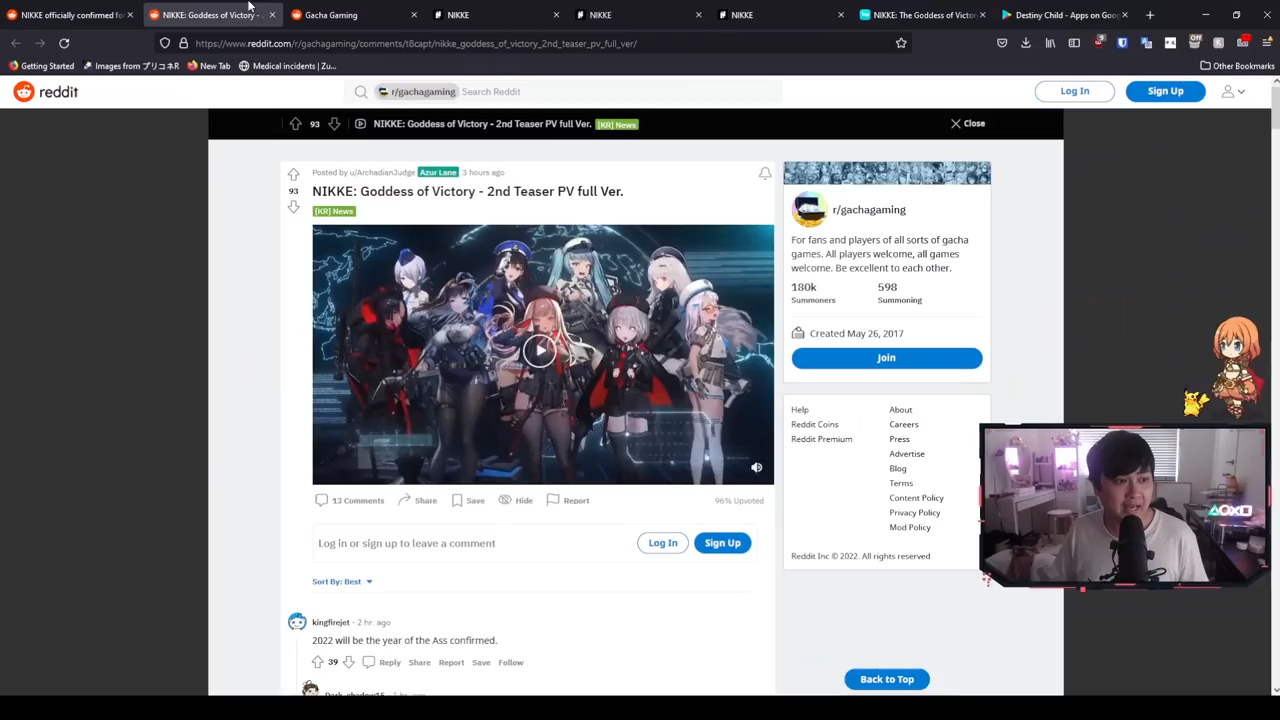 NIKKE officially confirmed for
NIKKE: Goddess of Victory -
Gacha Gaming
NIKKE
NIKKE
NIKKE
NIKKE: The Goddess of Victor
Destiny Child - Apps on Goog
https://www.reddit.com/r/gachagaming/comments/t8capt/nikke_goddess_of_victory_2nd_teaser_pv_full_ver/
Getting Started
Images from プリコネR
New Tab
Medical incidents | Zu...
Other Bookmarks
reddit
r/gachagaming
Search Reddit
Log In
Sign Up
93
NIKKE: Goddess of Victory - 2nd Teaser PV full Ver.
[KR] News
Close
Posted by u/ArchadianJudge
Azur Lane
3 hours ago
93
NIKKE: Goddess of Victory - 2nd Teaser PV full Ver.
[KR] News
13 Comments
Share
Save
Hide
Report
96% Upvoted
Log in or sign up to leave a comment
Log In
Sign Up
Sort By: Best
kingfirejet · 2 hr. ago
2022 will be the year of the Ass confirmed.
39
Reply
Share
Report
Save
Follow
r/gachagaming
For fans and players of all sorts of gacha
games. All players welcome, all games
welcome. Be excellent to each other.
180k
598
Summoners
Summoning
Created May 26, 2017
Join
Help
About
Reddit Coins
Careers
Reddit Premium
Press
Advertise
Blog
Terms
Content Policy
Privacy Policy
Mod Policy
Reddit Inc © 2022. All rights reserved
Back to Top